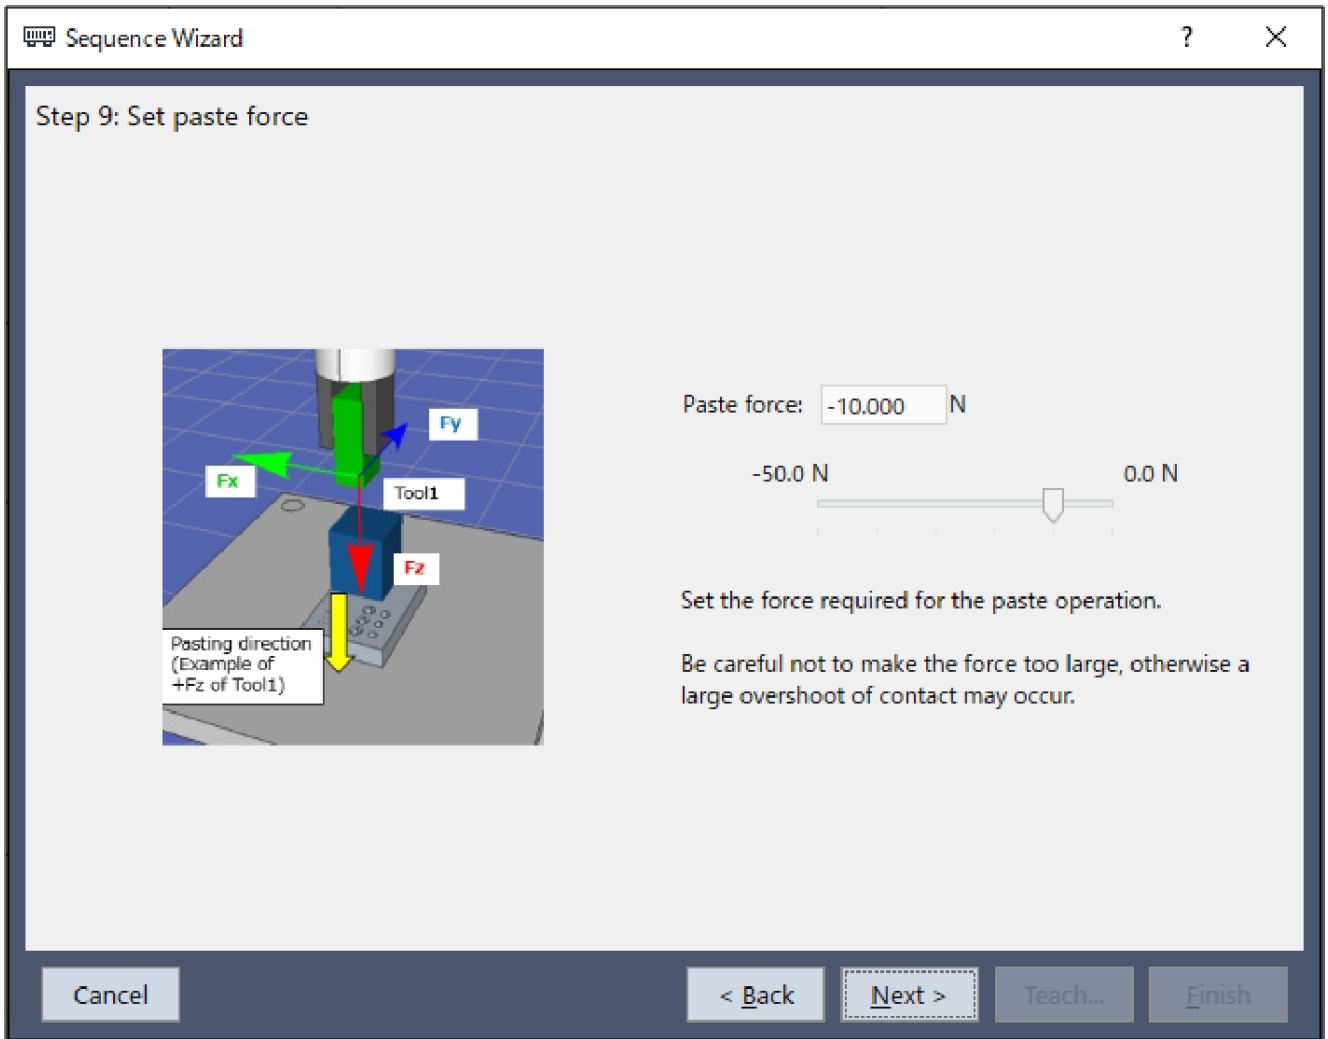 Sequence Wizard
?
Step 9: Set paste force
Fy
Fx
Tool1
Fz
Pasting direction
(Example of
+Fz of Tool1)
Paste force: -10.000 N
-50.0 N 0.0 N
Set the force required for the paste operation.
Be careful not to make the force too large, otherwise a
large overshoot of contact may occur.
Cancel < Back Next > Teach... Finish